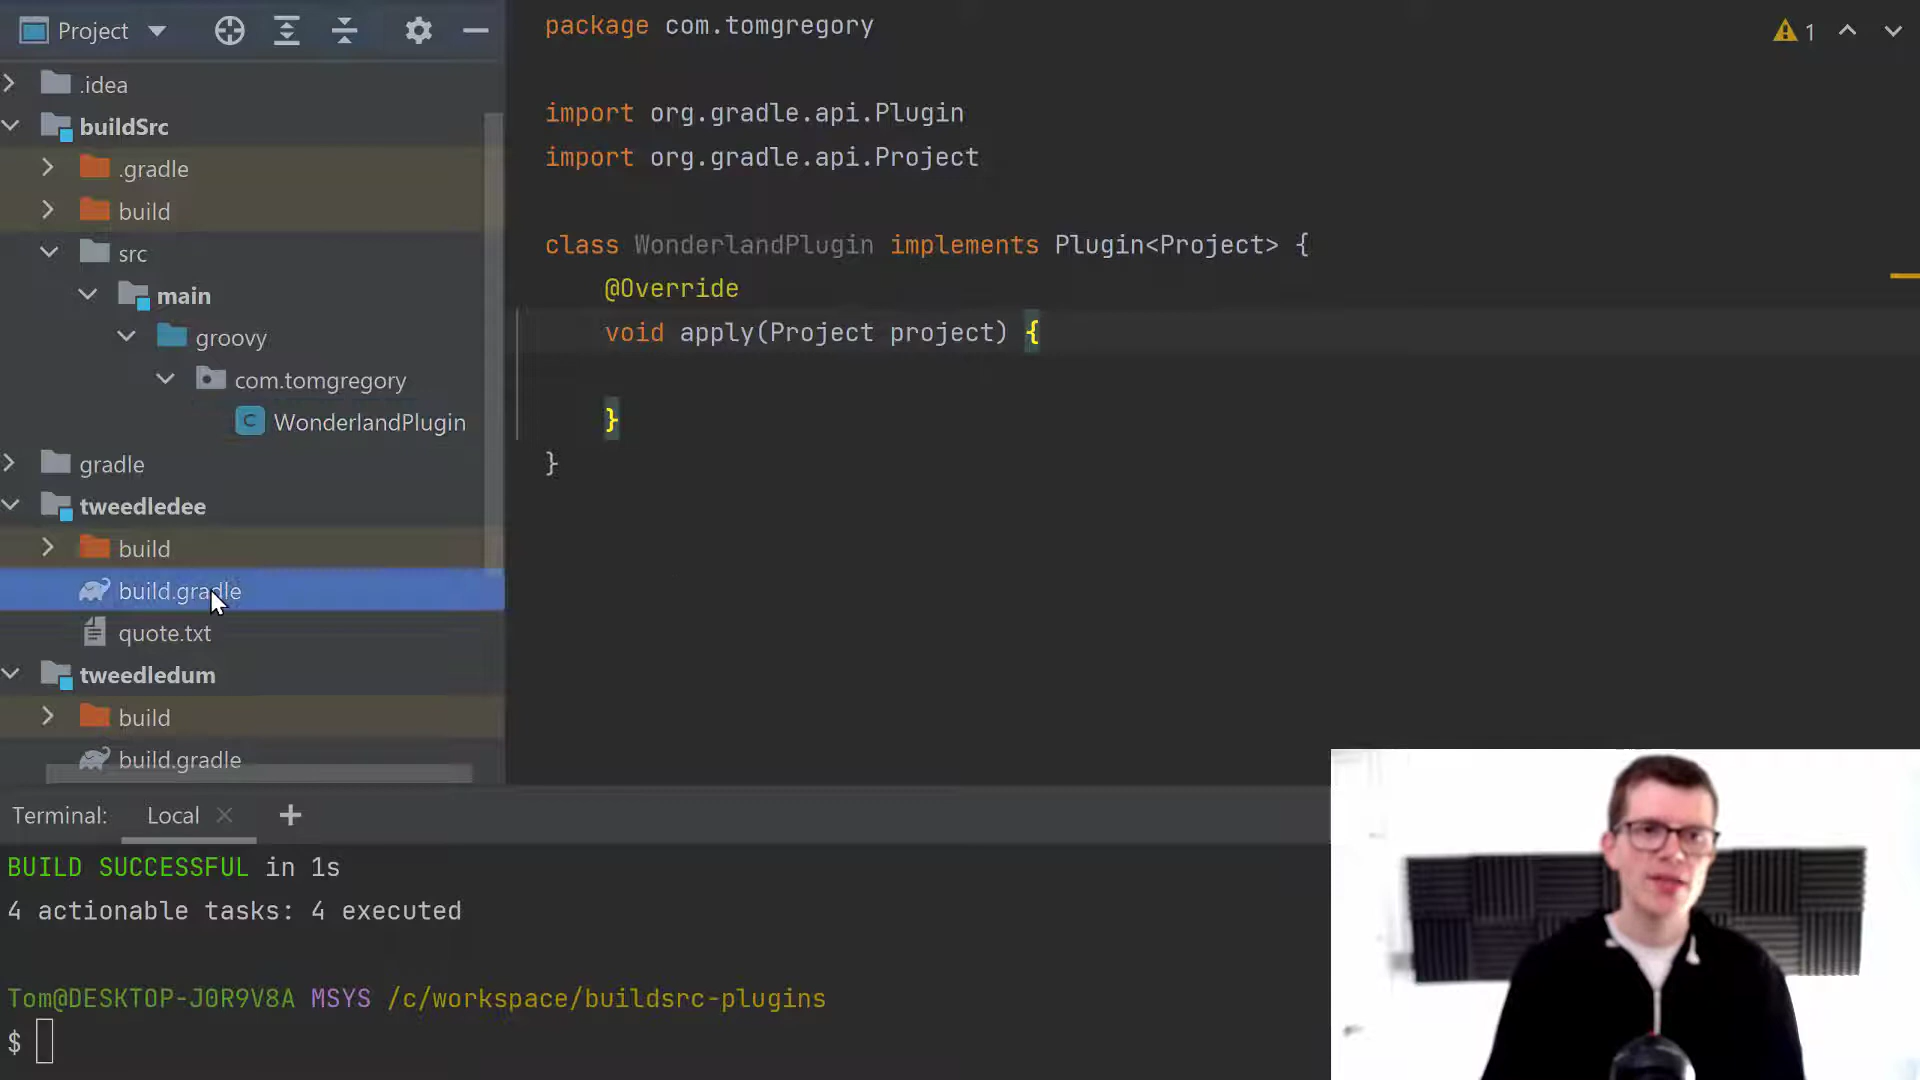 Project
.idea
buildSrc
.gradle
build
src
main
groovy
com.tomgregory
WonderlandPlugin
gradle
tweedledee
build
build.gradle
quote.txt
tweedledum
build
build.gradle
package com.tomgregory
1
import org.gradle.api.Plugin
import org.gradle.api.Project
class WonderlandPlugin implements Plugin<Project> {
@Override
void apply(Project project) {
}
}
Terminal: Local
BUILD SUCCESSFUL in 1s
4 actionable tasks: 4 executed
Tom@DESKTOP-J0R9V8A MSYS /c/workspace/buildsrc-plugins
$